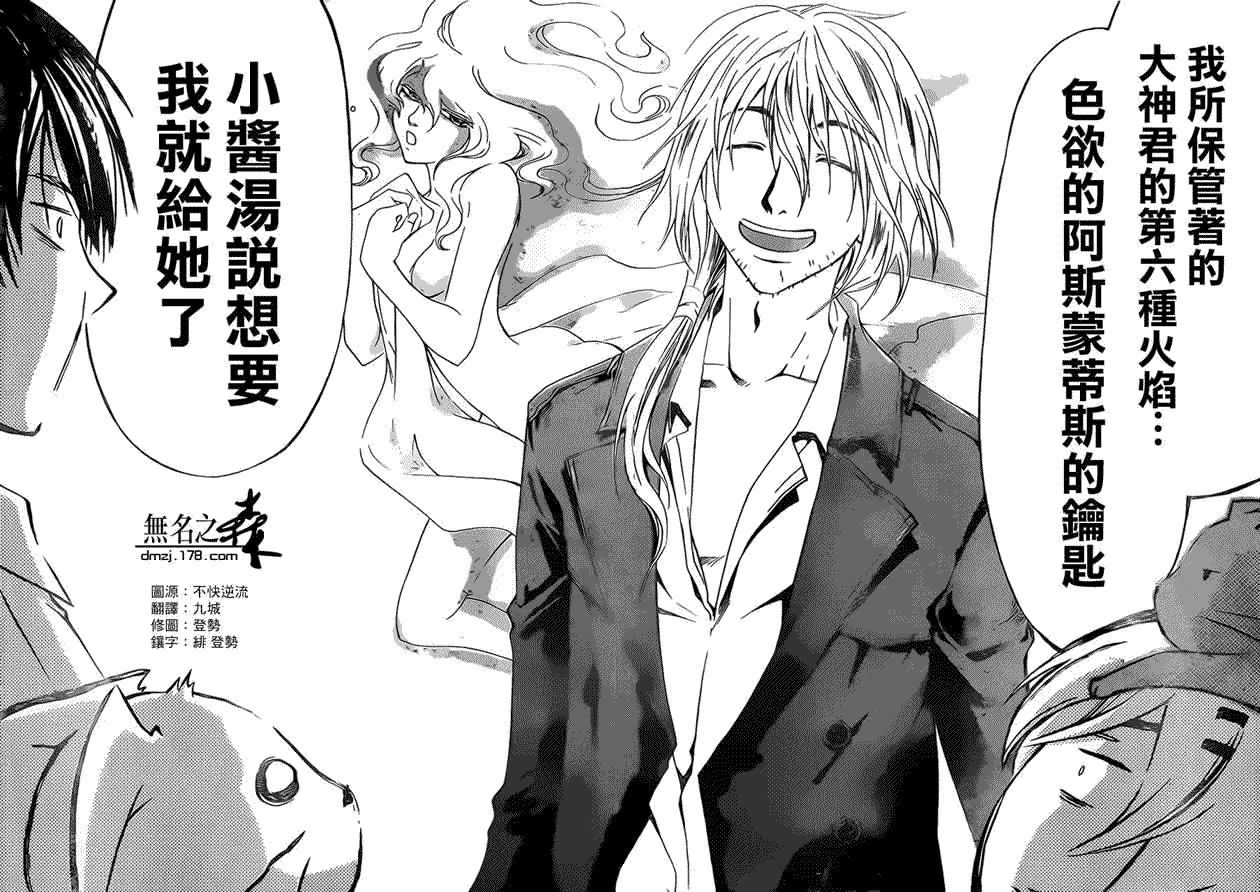 我所保管著的
大神君的第六種火焰…
色欲的阿斯蒙蒂斯的鑰匙
小醬湯説想要
我就給她了
無名之森
dmzj.178.com
圖源：不快逆流
翻譯：九城
修圖：登勢
鑲字：緋 登勢